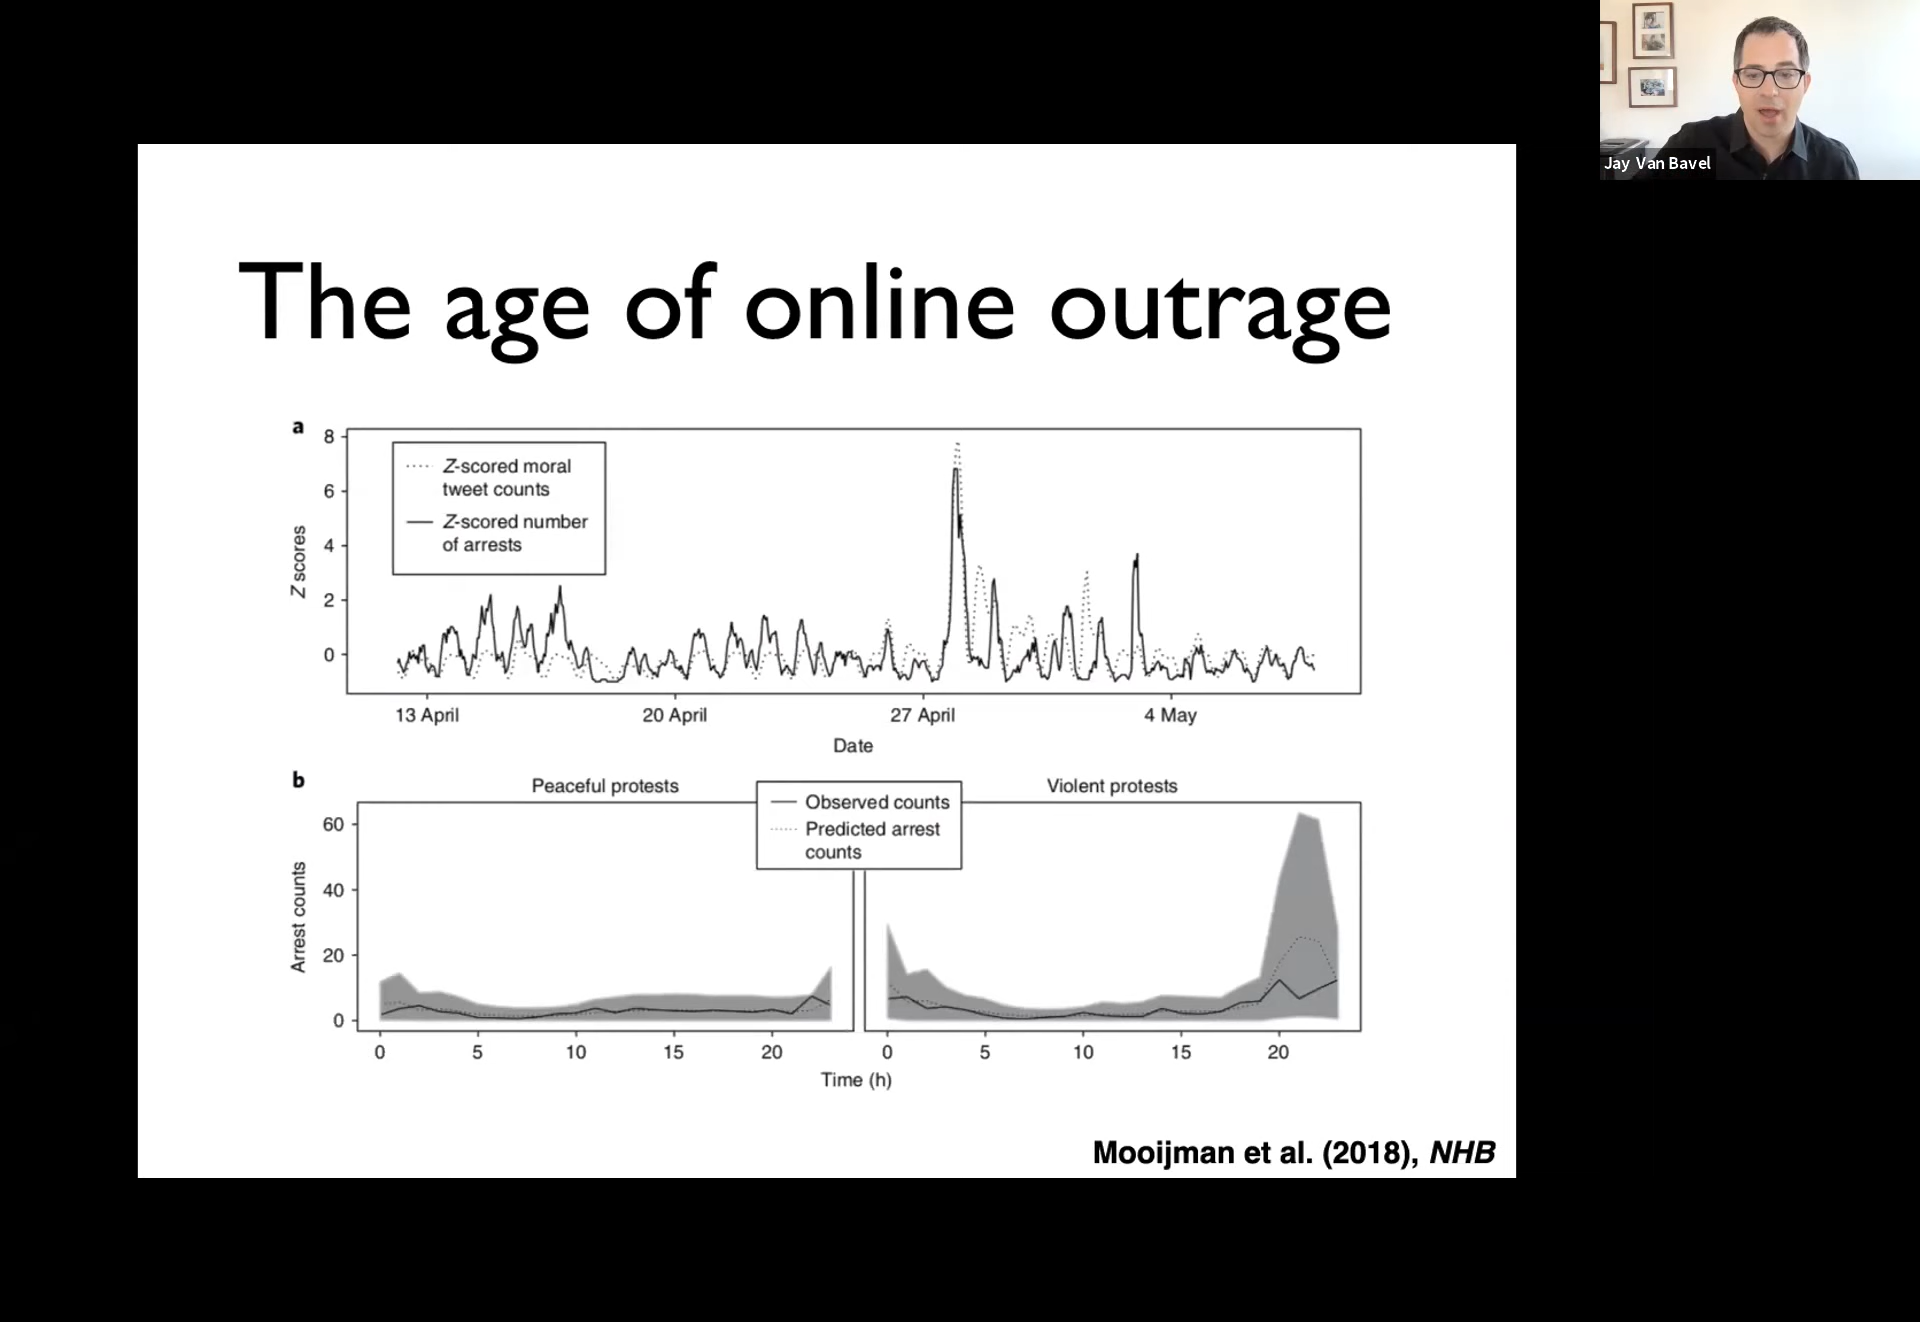 Jay Van Bavel
The age of online outrage
a
8
6
4
2
0
Z scores
Z-scored moral
tweet counts
Z-scored number
of arrests
13 April
20 April
27 April
4 May
Date
b
Peaceful protests
Violent protests
Observed counts
Predicted arrest
counts
60
40
20
0
Arrest counts
0 5 10 15 20
0 5 10 15 20
Time (h)
Mooijman et al. (2018), NHB